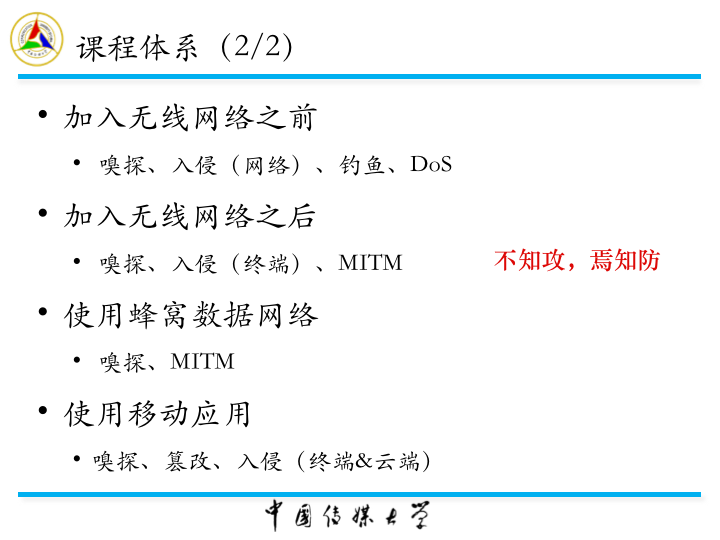 课程体系（2/2）
• 加入无线网络之前
• 嗅探、入侵（网络）、钓鱼、DoS
• 加入无线网络之后
• 嗅探、入侵（终端）、MITM
不知攻，焉知防
• 使用蜂窝数据网络
• 嗅探、MITM
• 使用移动应用
• 嗅探、篡改、入侵（终端&云端）
中国传媒大学